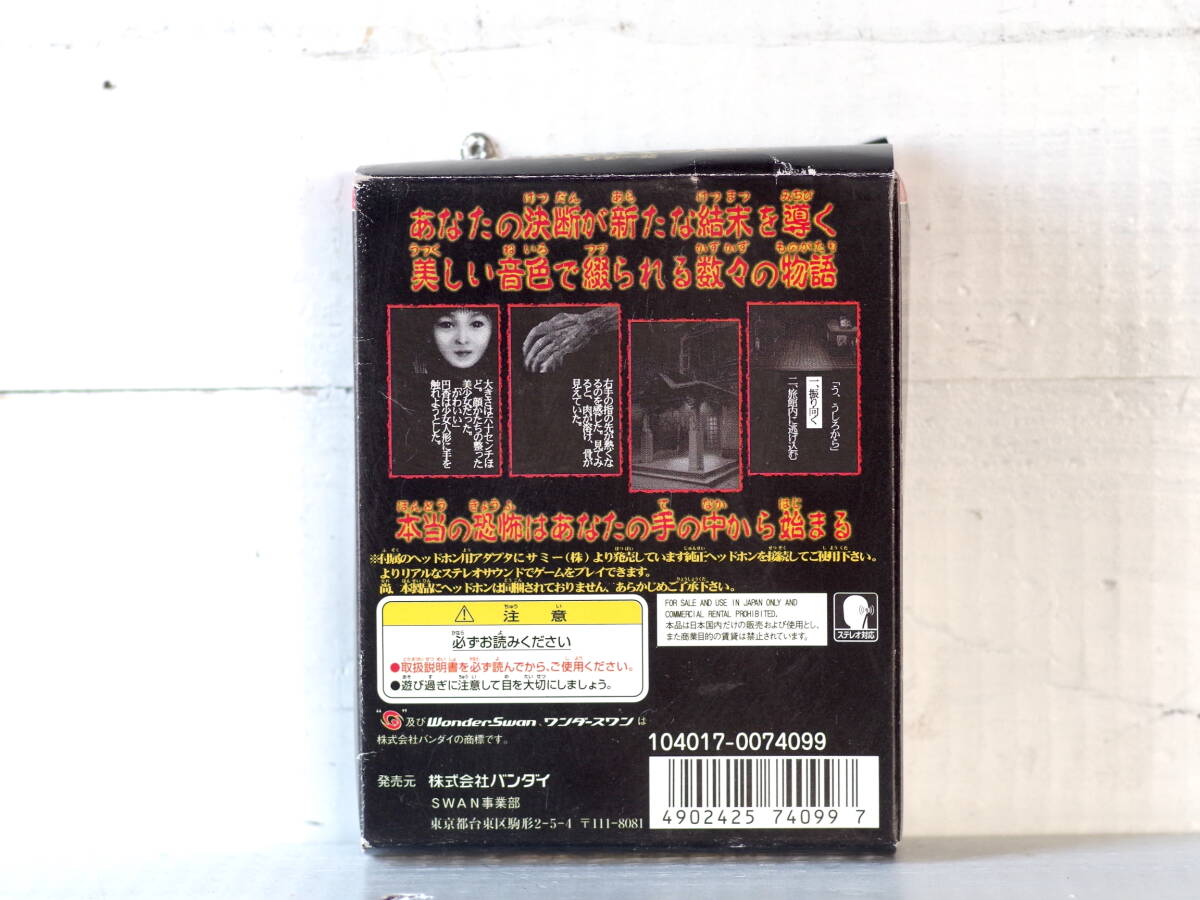 あなたの決断が新たな結末を導く
美しい音色で綴られる数々の物語
「う、うしろから」
一、振り向く
二、旅館内に逃げ込む
右手の指の先が熱くな
るのを感じた。見てみ
ると、肉が溶け、骨が
見えていた。
大きさは六十センチほ
ど。顔かたちの整った
美少女だった。
「かわいい」
円香は少女人形に手を
触れようとした。
本当の恐怖はあなたの手の中から始まる
※付属のヘッドホン用アダプタにサミー(株)より発売しています純正ヘッドホンを接続してご使用下さい。
よりリアルなステレオサウンドでゲームをプレイできます。
尚、本製品にヘッドホンは同梱されておりません、あらかじめご了承下さい。
注意
必ずお読みください
●取扱説明書を必ず読んでから、ご使用ください。
●遊び過ぎに注意して目を大切にしましょう。
FOR SALE AND USE IN JAPAN ONLY AND
COMMERCIAL RENTAL PROHIBITED.
本品は日本国内だけの販売および使用とし、
また商業目的の賃貸は禁止されています。
ステレオ対応
“ ”及びWonderSwan、ワンダースワンは
株式会社バンダイの商標です。
104017-0074099
発売元 株式会社バンダイ
SWAN事業部
東京都台東区駒形2-5-4 〒111-8081
4902425 740997